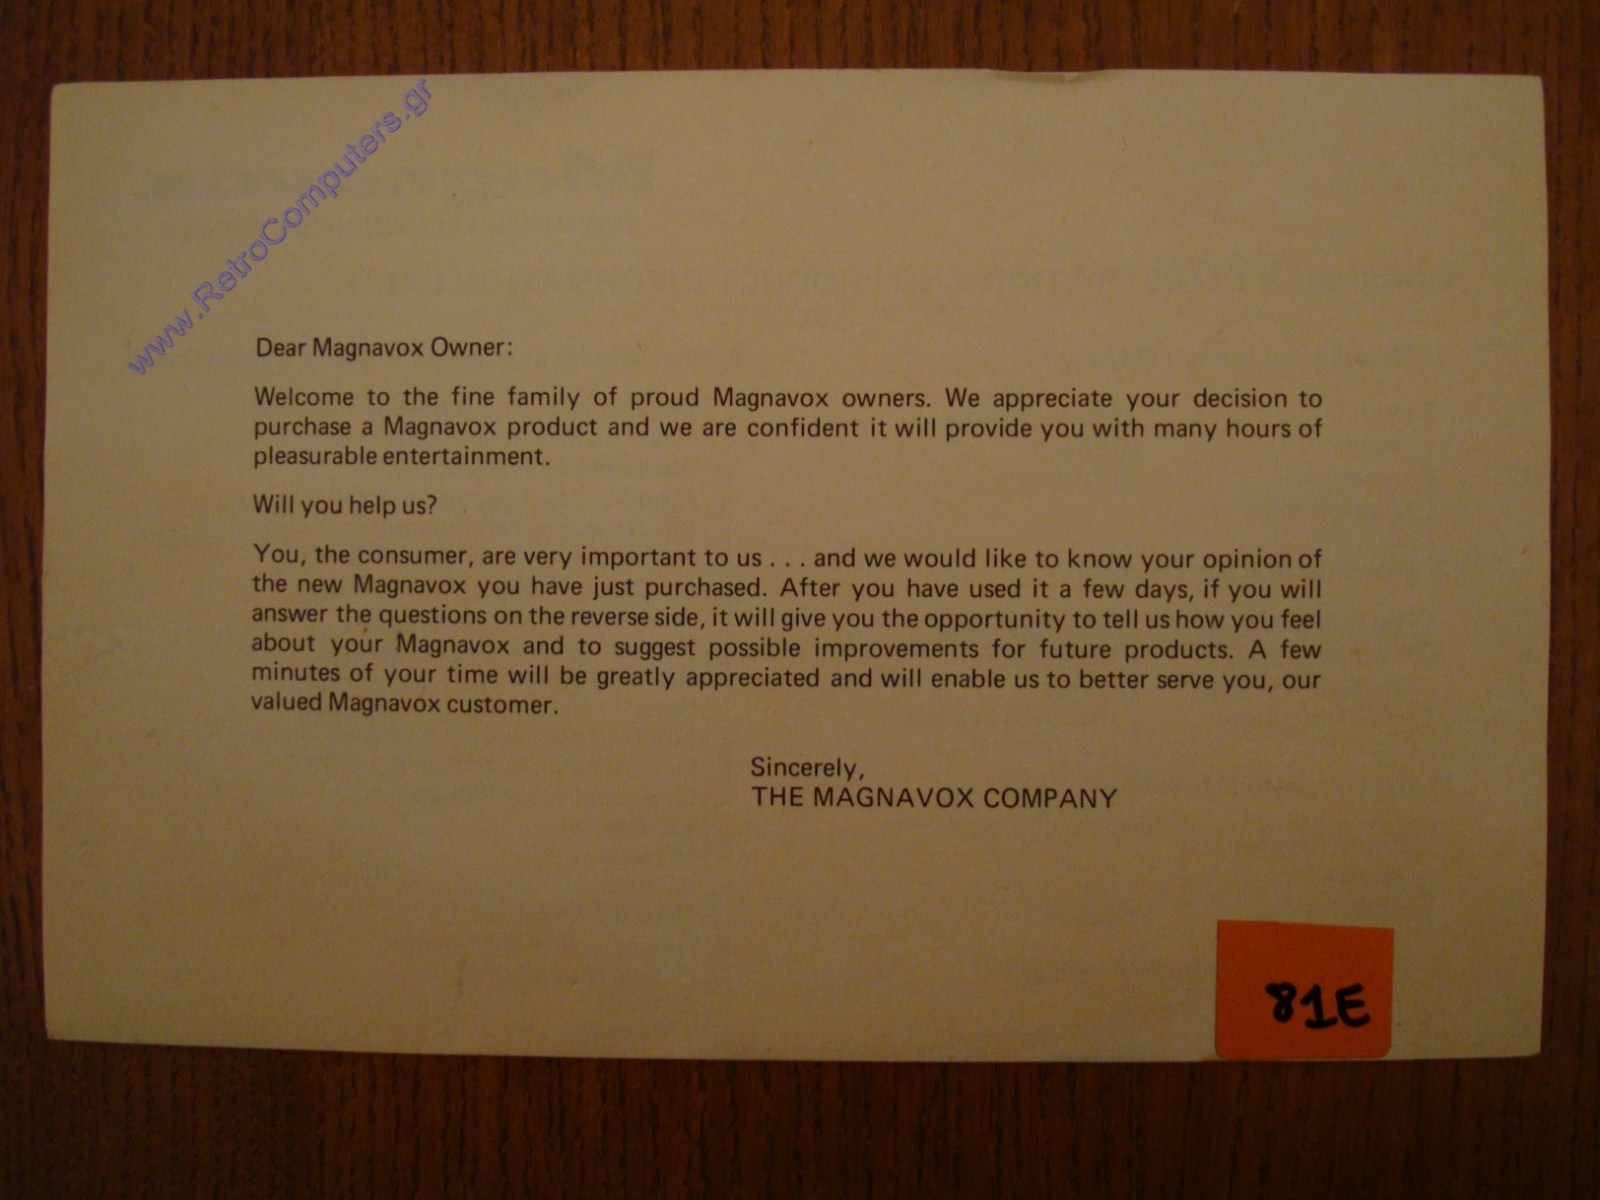 www.RetroComputers.gr
Dear Magnavox Owner:
Welcome to the fine family of proud Magnavox owners. We appreciate your decision to
purchase a Magnavox product and we are confident it will provide you with many hours of
pleasurable entertainment.
Will you help us?
You, the consumer, are very important to us . . . and we would like to know your opinion of
the new Magnavox you have just purchased. After you have used it a few days, if you will
answer the questions on the reverse side, it will give you the opportunity to tell us how you feel
about your Magnavox and to suggest possible improvements for future products. A few
minutes of your time will be greatly appreciated and will enable us to better serve you, our
valued Magnavox customer.
Sincerely,
THE MAGNAVOX COMPANY
81E